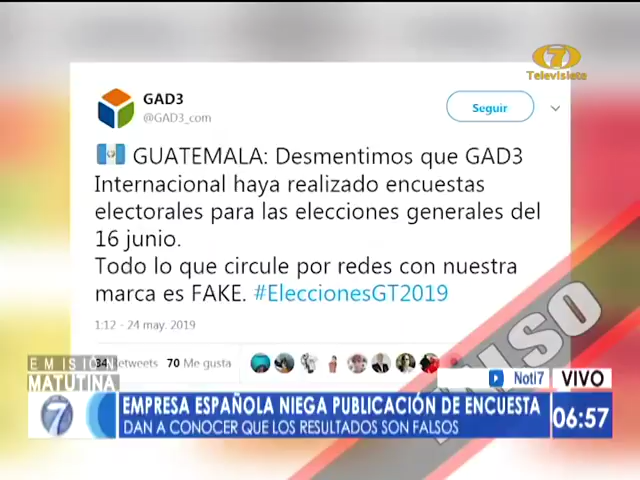 7
Televisiete
GAD3
@GAD3_com
Seguir
GUATEMALA: Desmentimos que GAD3
Internacional haya realizado encuestas
electorales para las elecciones generales del
16 junio.
Todo lo que circule por redes con nuestra
marca es FAKE. #EleccionesGT2019
1:12 - 24 may. 2019
34 Retweets 70 Me gusta
EMISIÓN
MATUTINA
Noti7
VIVO
7
EMPRESA ESPAÑOLA NIEGA PUBLICACIÓN DE ENCUESTA
DAN A CONOCER QUE LOS RESULTADOS SON FALSOS
06:57